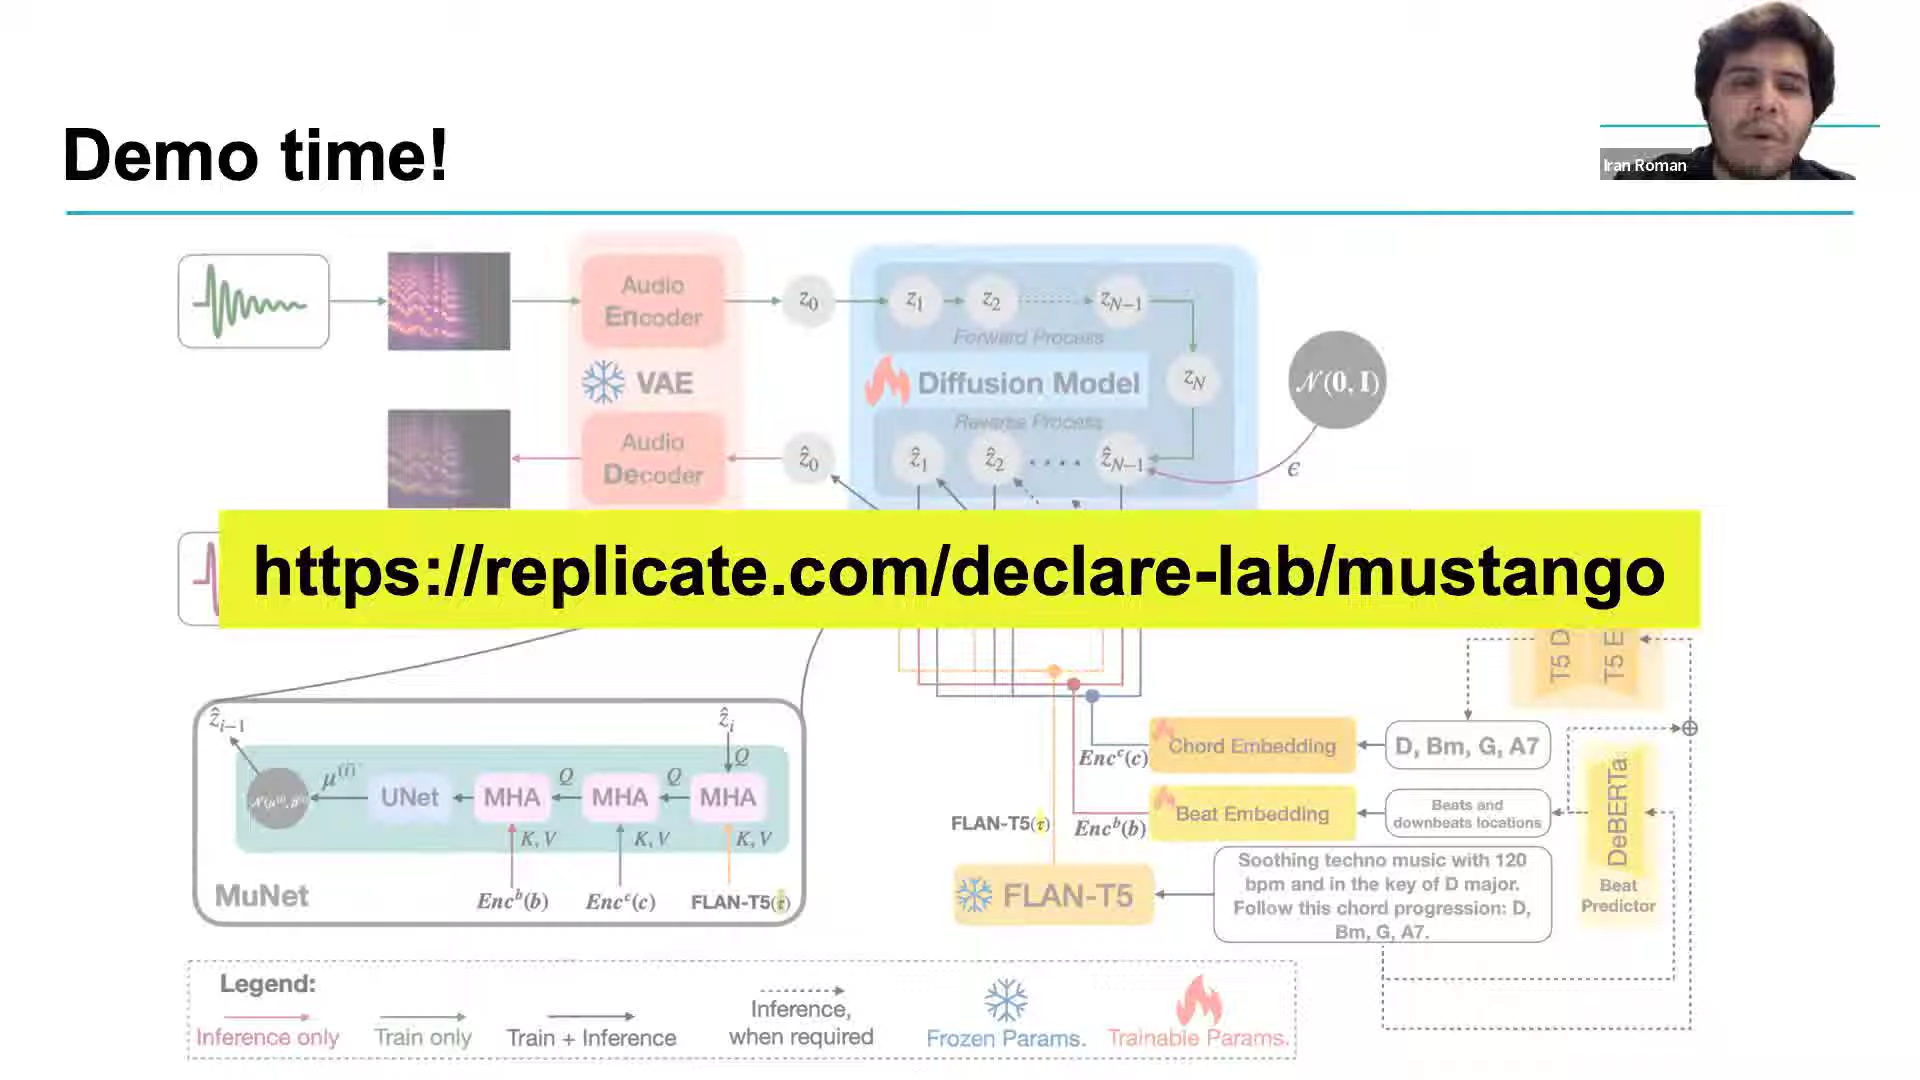 Demo time!
Iran Roman
Audio
Encoder
z0
z1
z2
zN−1
Forward Process
VAE
Diffusion Model
zN
𝒩(0, I)
Reverse Process
Audio
Decoder
ẑ0
ẑ1
ẑ2
ẑN−1
ϵ
https://replicate.com/declare-lab/mustango
T5 D
T5 E
ẑi−1
ẑi
Q
μ(i)
UNet
MHA
Q
MHA
Q
MHA
K, V
K, V
K, V
MuNet
Encb(b)
Encc(c)
FLAN-T5(τ)
Encc(c)
Chord Embedding
D, Bm, G, A7
FLAN-T5(τ)
Encb(b)
Beat Embedding
Beats and
downbeats locations
DeBERTa
Beat
Predictor
FLAN-T5
Soothing techno music with 120
bpm and in the key of D major.
Follow this chord progression: D,
Bm, G, A7.
Legend:
Inference only
Train only
Train + Inference
Inference,
when required
Frozen Params.
Trainable Params.